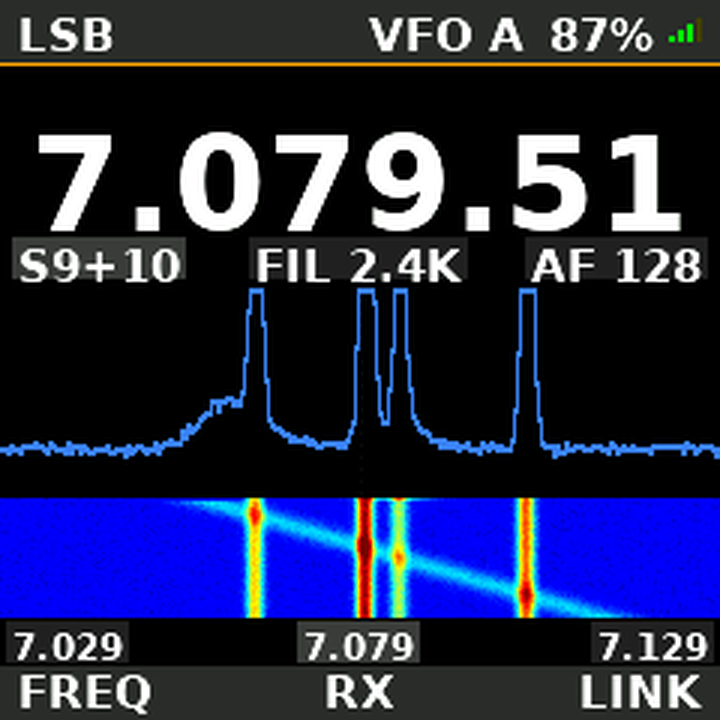 LSB VFO A 87%
7.079.51
S9+10 FIL 2.4K AF 128
7.029 7.079 7.129
FREQ RX LINK